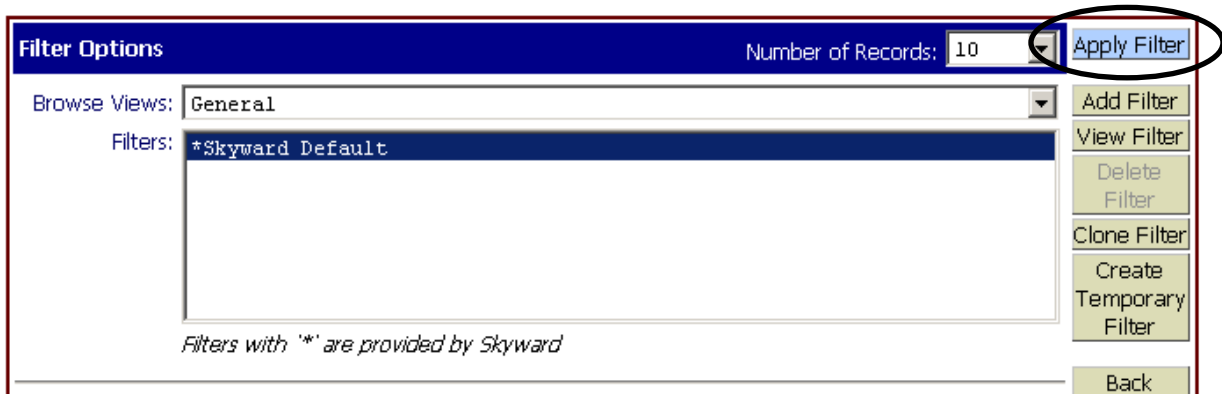 Filter Options
Number of Records: 10
Apply Filter
Browse Views: General
Add Filter
Filters: *Skyward Default
View Filter
Delete
Filter
Clone Filter
Create
Temporary
Filter
Filters with '*' are provided by Skyward
Back